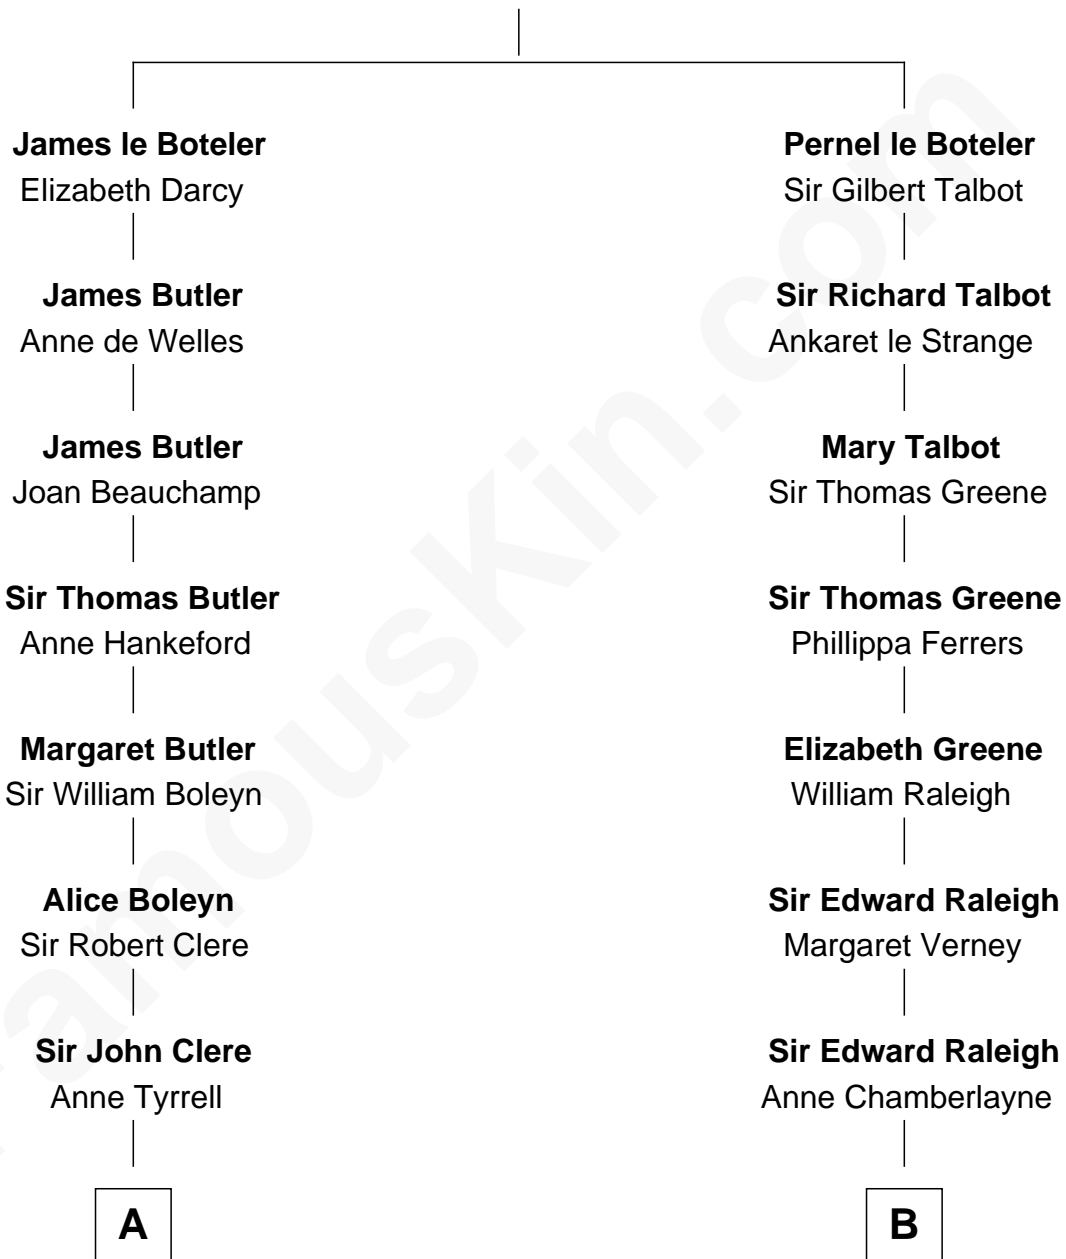 James le Boteler
Elizabeth Darcy
James Butler
Anne de Welles
James Butler
Joan Beauchamp
Sir Thomas Butler
Anne Hankeford
Margaret Butler
Sir William Boleyn
Alice Boleyn
Sir Robert Clere
Sir John Clere
Anne Tyrrell
A
Pernel le Boteler
Sir Gilbert Talbot
Sir Richard Talbot
Ankaret le Strange
Mary Talbot
Sir Thomas Greene
Sir Thomas Greene
Phillippa Ferrers
Elizabeth Greene
William Raleigh
Sir Edward Raleigh
Margaret Verney
Sir Edward Raleigh
Anne Chamberlayne
B
FamousKin.com